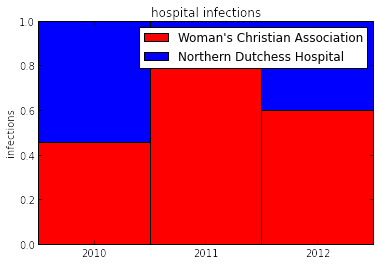 hospital infections
Woman's Christian Association
Northern Dutchess Hospital
infections
1.0
0.8
0.6
0.4
0.2
0.0
2010
2011
2012